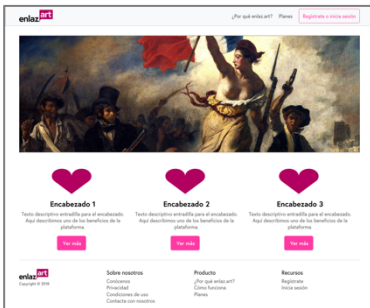 enlaz art
¿Por qué enlaz.art? Planes Regístrate o inicia sesión
Encabezado 1 Encabezado 2 Encabezado 3
Texto descriptivo entradilla para el encabezado. Texto descriptivo entradilla para el encabezado. Texto descriptivo entradilla para el encabezado.
Aquí describimos uno de los beneficios de la Aquí describimos uno de los beneficios de la Aquí describimos uno de los beneficios de la
plataforma. plataforma. plataforma.
Ver más Ver más Ver más
enlaz art
Copyright © 2018
Sobre nosotros
Conócenos
Privacidad
Condiciones de uso
Contacta con nosotros
Producto
¿Por qué enlaz.art?
Cómo funciona
Planes
Recursos
Regístrate
Inicia sesión